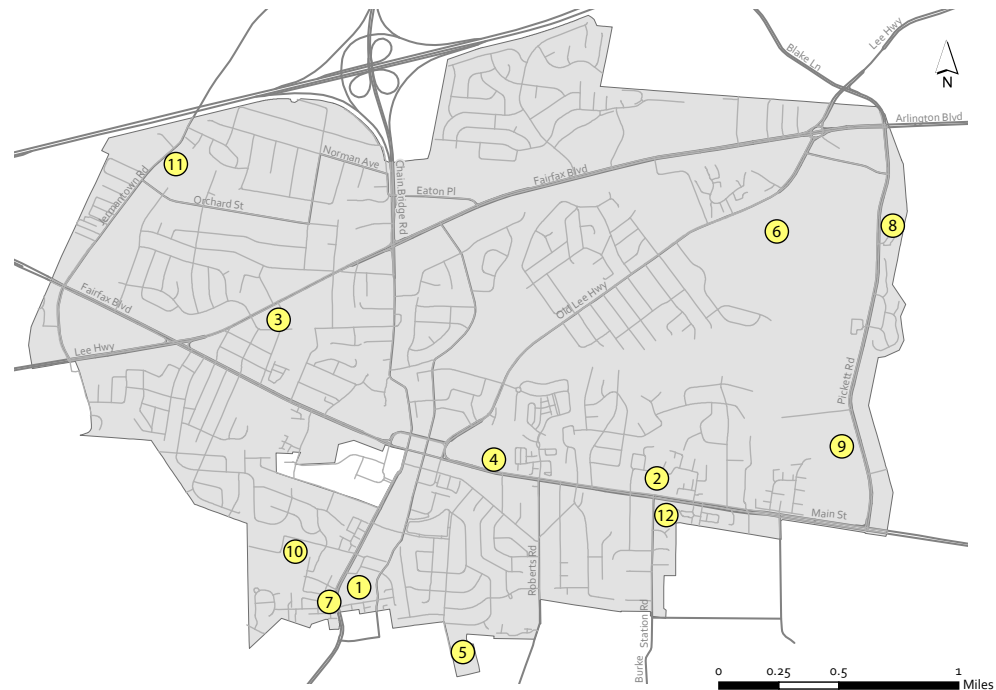 Blake Ln
Lee Hwy
N
Arlington Blvd
11
Norman Ave
Chain Bridge Rd
Fairfax Blvd
Eaton Pl
Jermantown Rd
Orchard St
8
6
Fairfax Blvd
Old Lee Hwy
3
Lee Hwy
Pickett Rd
9
4
2
12
Main St
10
Roberts Rd
1
7
Burke Station Rd
5
0 0.25 0.5 1
Miles